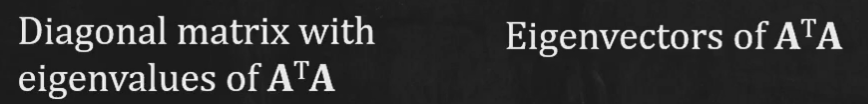 Diagonal matrix with
eigenvalues of AᵀA
Eigenvectors of AᵀA